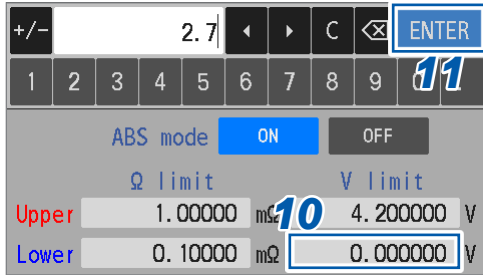 +/- 2.7 ◄ ► C ⌫ ENTER
11
1 2 3 4 5 6 7 8 9 0 .
ABS mode ON OFF
Ω limit V limit
Upper 1.00000 mΩ 4.200000 V
10
Lower 0.10000 mΩ 0.000000 V